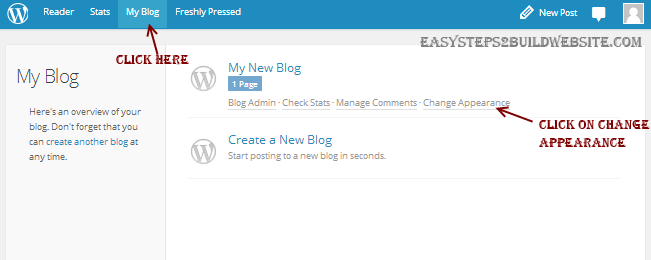 Reader Stats My Blog Freshly Pressed New Post
EASYSTEPS2BUILDWEBSITE.COM
CLICK HERE
My Blog
Here's an overview of your
blog. Don't forget that you
can create another blog at
any time.
My New Blog
1 Page
Blog Admin · Check Stats · Manage Comments · Change Appearance
CLICK ON CHANGE
APPEARANCE
Create a New Blog
Start posting to a new blog in seconds.